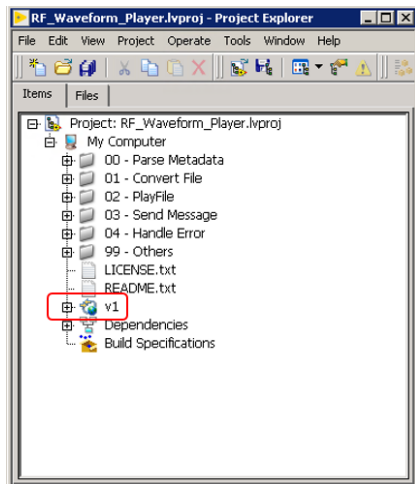 RF_Waveform_Player.lvproj - Project Explorer
File Edit View Project Operate Tools Window Help
Items Files
Project: RF_Waveform_Player.lvproj
My Computer
00 - Parse Metadata
01 - Convert File
02 - PlayFile
03 - Send Message
04 - Handle Error
99 - Others
LICENSE.txt
README.txt
v1
Dependencies
Build Specifications